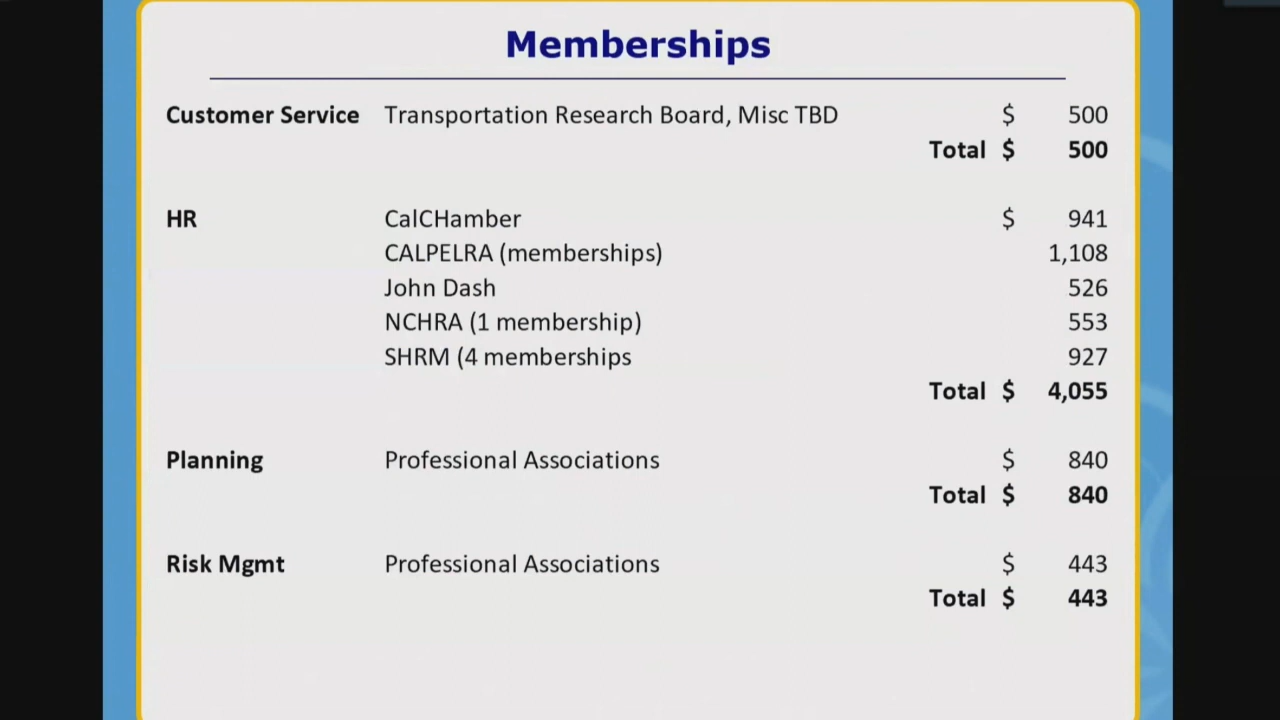 Memberships
Customer Service Transportation Research Board, Misc TBD $ 500
Total $ 500
HR CalCHamber $ 941
CALPELRA (memberships) 1,108
John Dash 526
NCHRA (1 membership) 553
SHRM (4 memberships 927
Total $ 4,055
Planning Professional Associations $ 840
Total $ 840
Risk Mgmt Professional Associations $ 443
Total $ 443